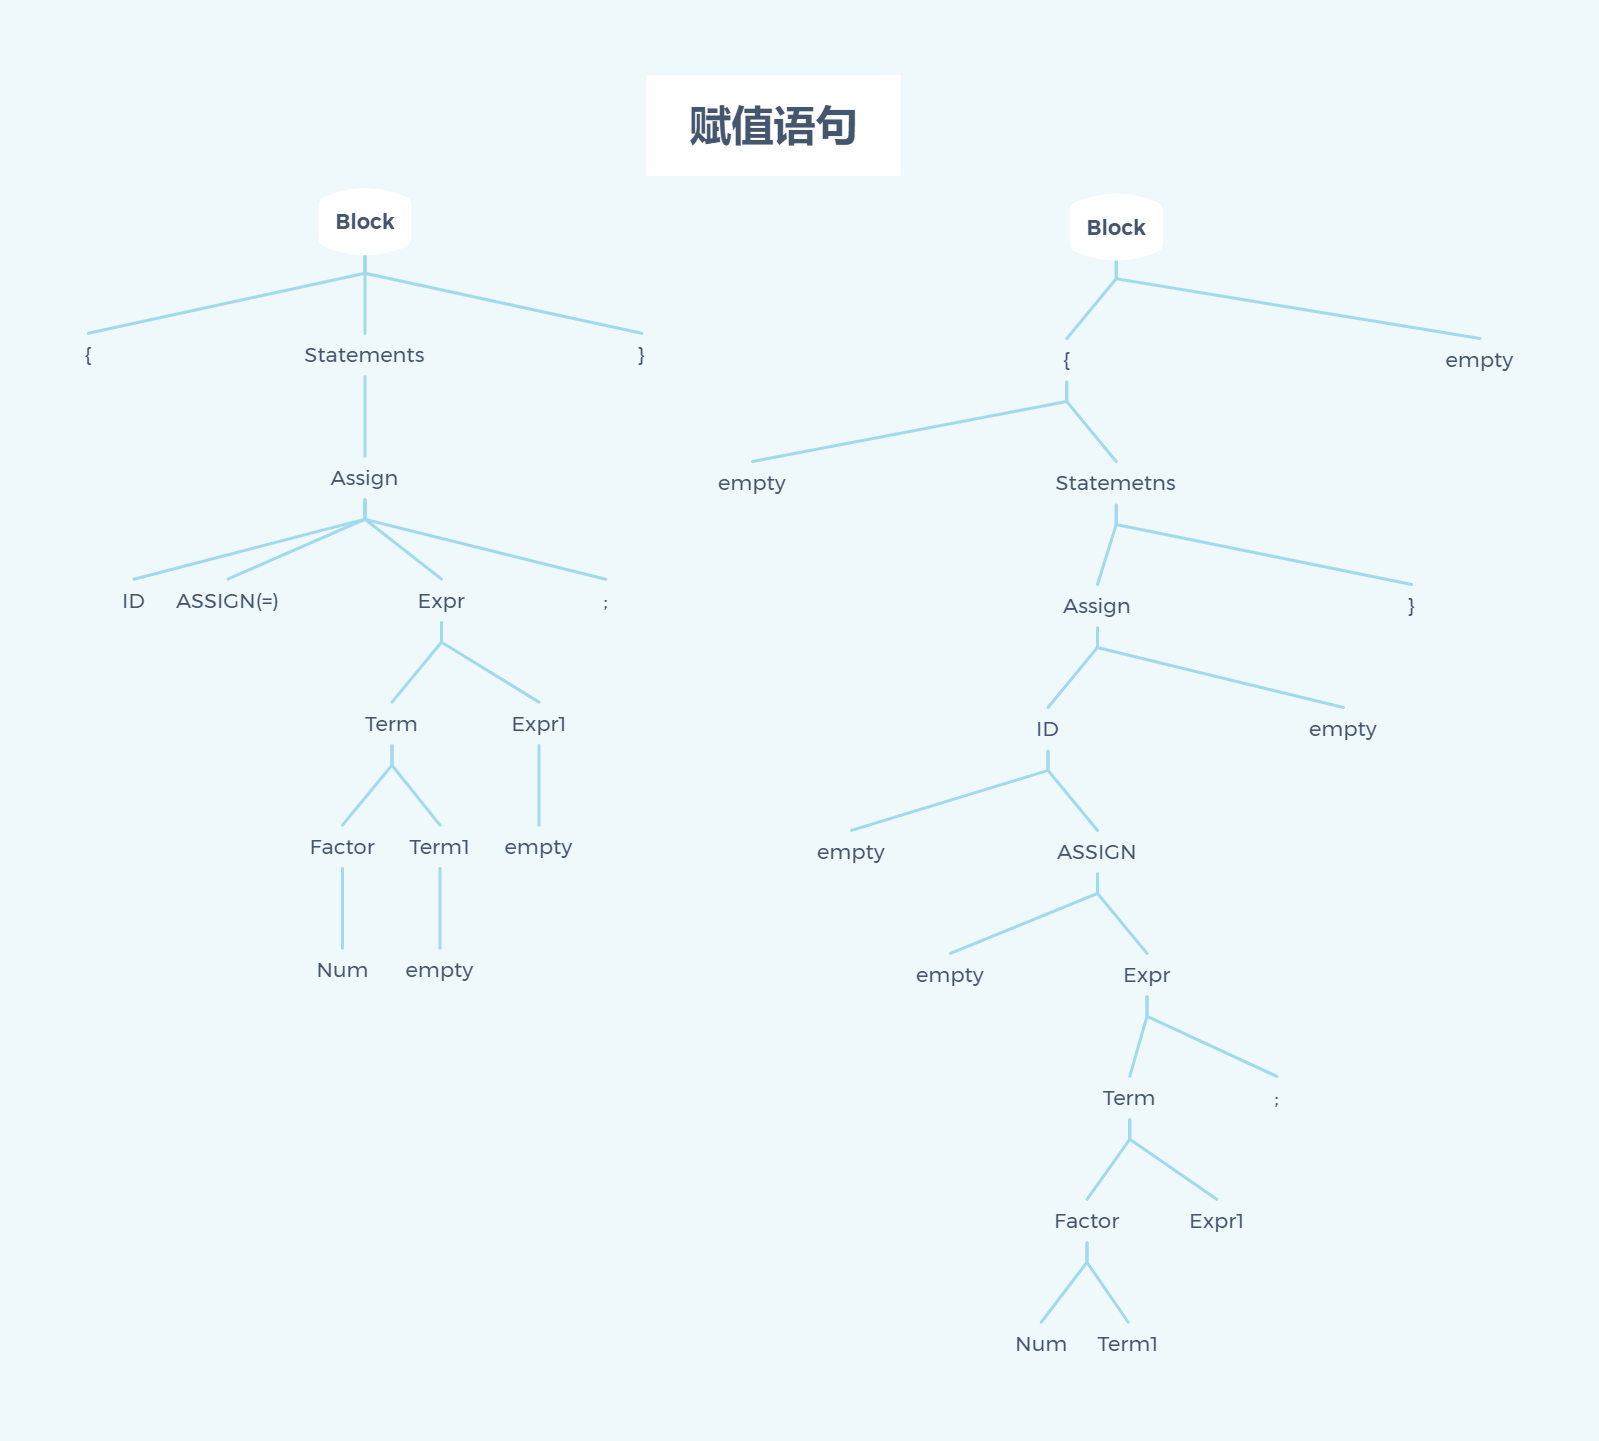 赋值语句
Block
{ Statements }
Assign
ID ASSIGN(=) Expr ;
Term Expr1
Factor Term1 empty
Num empty
Block
{ empty
empty Statemetns
Assign }
ID empty
empty ASSIGN
empty Expr
Term ;
Factor Expr1
Num Term1